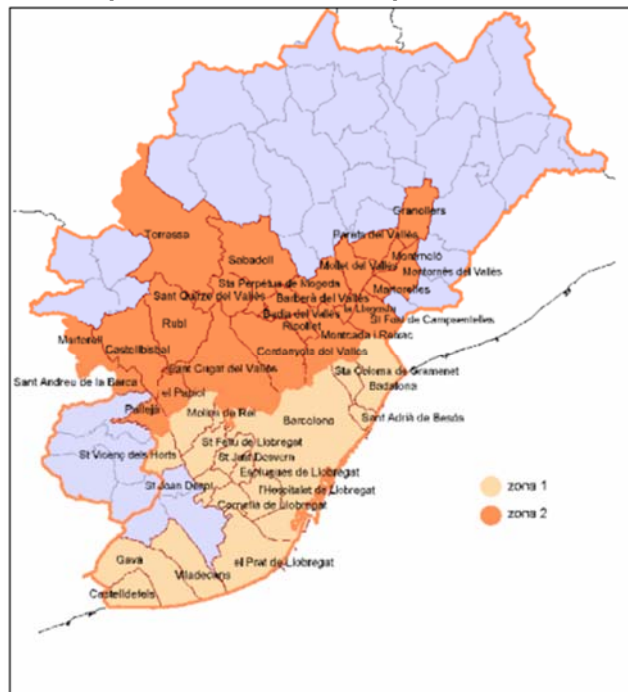 Granollers
Parets del Vallès
Terrassa
Montmeló
Sabadell
Mollet del Vallès
Montornès del Vallès
Sta Perpètua de Mogoda
Martorelles
Sant Quirze del Vallès
Barberà del Vallès
la Llagosta
Badia del Vallès
St Fost de Campsentelles
Rubí
Ripollet
Montcada i Reixac
Martorell
Castellbisbal
Cerdanyola del Vallès
Sant Cugat del Vallès
Sta Coloma de Gramenet
Sant Andreu de la Barca
Badalona
el Papiol
Pallejà
Molins de Rei
Barcelona
Sant Adrià de Besòs
St Feliu de Llobregat
St Vicenç dels Horts
St Just Desvern
Esplugues de Llobregat
St Joan Despí
l'Hospitalet de Llobregat
Cornellà de Llobregat
zona 1
zona 2
Gavà
el Prat de Llobregat
Viladecans
Castelldefels